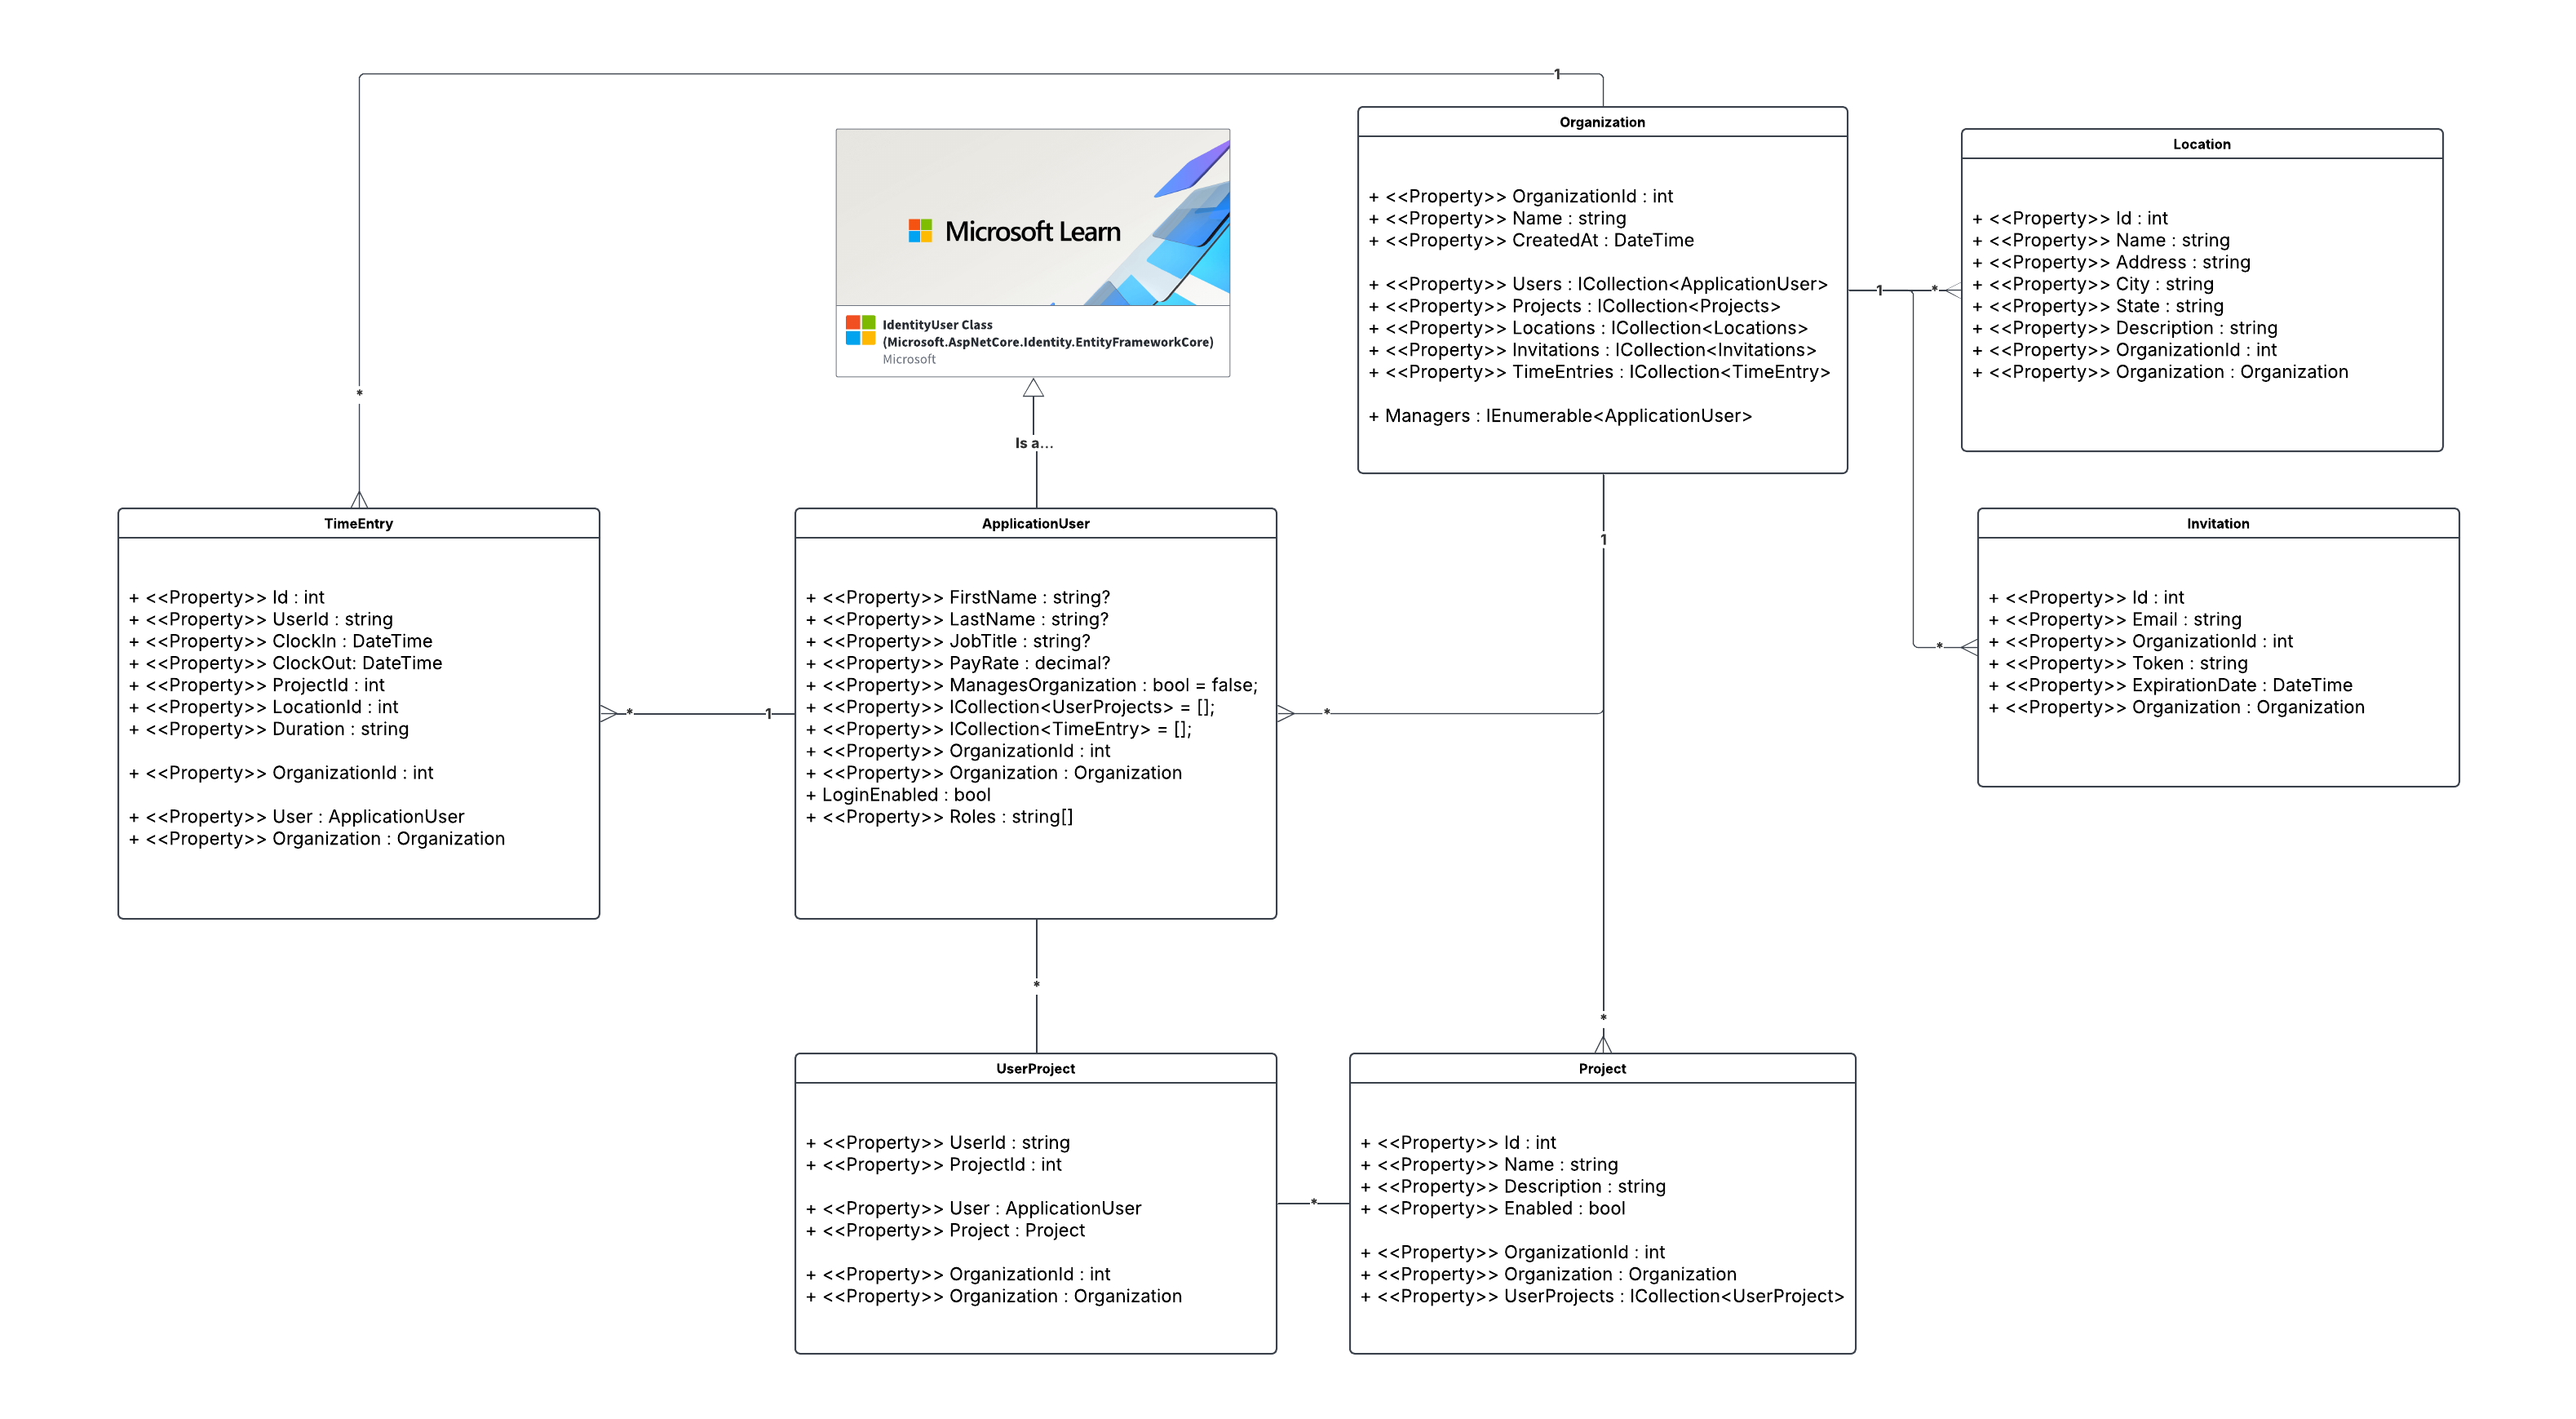 1
Organization
+ <<Property>> OrganizationId : int
+ <<Property>> Name : string
+ <<Property>> CreatedAt : DateTime
+ <<Property>> Users : ICollection<ApplicationUser>
+ <<Property>> Projects : ICollection<Projects>
+ <<Property>> Locations : ICollection<Locations>
+ <<Property>> Invitations : ICollection<Invitations>
+ <<Property>> TimeEntries : ICollection<TimeEntry>
+ Managers : IEnumerable<ApplicationUser>
Location
+ <<Property>> Id : int
+ <<Property>> Name : string
+ <<Property>> Address : string
+ <<Property>> City : string
+ <<Property>> State : string
+ <<Property>> Description : string
+ <<Property>> OrganizationId : int
+ <<Property>> Organization : Organization
Microsoft Learn
IdentityUser Class
(Microsoft.AspNetCore.Identity.EntityFrameworkCore)
Microsoft
1
*
*
Is a...
TimeEntry
+ <<Property>> Id : int
+ <<Property>> UserId : string
+ <<Property>> ClockIn : DateTime
+ <<Property>> ClockOut: DateTime
+ <<Property>> ProjectId : int
+ <<Property>> LocationId : int
+ <<Property>> Duration : string
+ <<Property>> OrganizationId : int
+ <<Property>> User : ApplicationUser
+ <<Property>> Organization : Organization
*
1
ApplicationUser
+ <<Property>> FirstName : string?
+ <<Property>> LastName : string?
+ <<Property>> JobTitle : string?
+ <<Property>> PayRate : decimal?
+ <<Property>> ManagesOrganization : bool = false;
+ <<Property>> ICollection<UserProjects> = [];
+ <<Property>> ICollection<TimeEntry> = [];
+ <<Property>> OrganizationId : int
+ <<Property>> Organization : Organization
+ LoginEnabled : bool
+ <<Property>> Roles : string[]
*
1
Invitation
+ <<Property>> Id : int
+ <<Property>> Email : string
+ <<Property>> OrganizationId : int
+ <<Property>> Token : string
+ <<Property>> ExpirationDate : DateTime
+ <<Property>> Organization : Organization
*
*
*
UserProject
+ <<Property>> UserId : string
+ <<Property>> ProjectId : int
+ <<Property>> User : ApplicationUser
+ <<Property>> Project : Project
+ <<Property>> OrganizationId : int
+ <<Property>> Organization : Organization
*
Project
+ <<Property>> Id : int
+ <<Property>> Name : string
+ <<Property>> Description : string
+ <<Property>> Enabled : bool
+ <<Property>> OrganizationId : int
+ <<Property>> Organization : Organization
+ <<Property>> UserProjects : ICollection<UserProject>